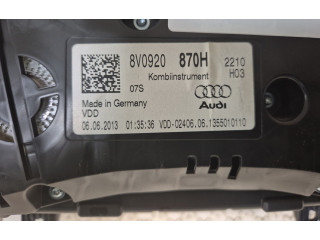 8V0920 870H 2210
Kombiinstrument H03
07S
Made in Germany
VDD
Audi
06.06.2013 01:35:36 VDD-02406.06.1355010110